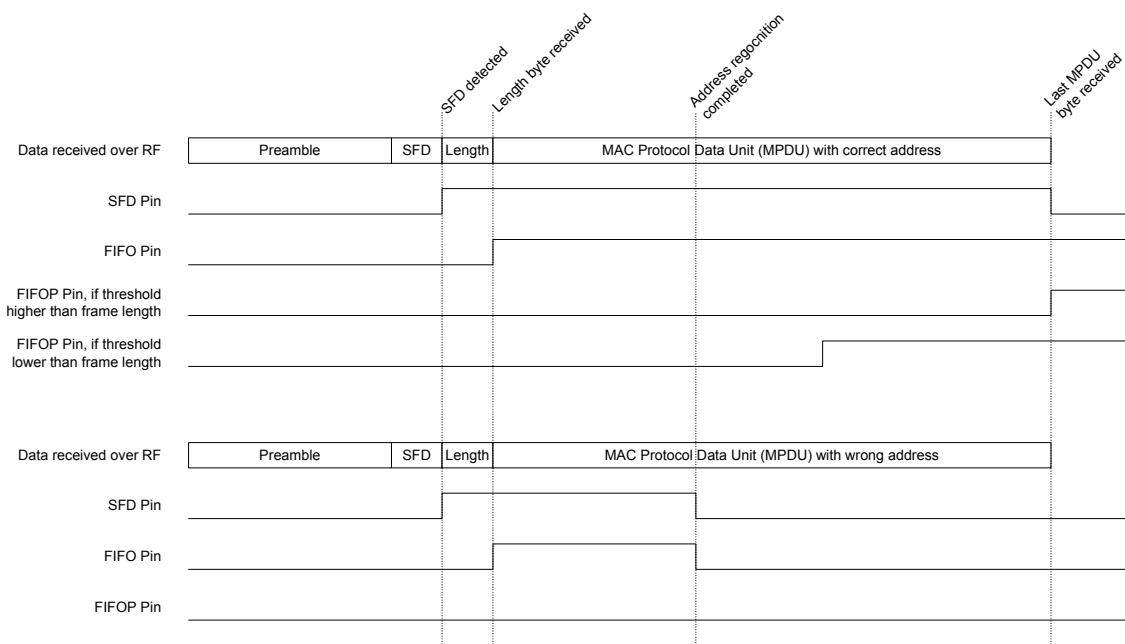 SFD detected
Length byte received
Address regocnition
completed
Last MPDU
byte received
Data received over RF
Preamble SFD Length MAC Protocol Data Unit (MPDU) with correct address
SFD Pin
FIFO Pin
FIFOP Pin, if threshold
higher than frame length
FIFOP Pin, if threshold
lower than frame length
Data received over RF
Preamble SFD Length MAC Protocol Data Unit (MPDU) with wrong address
SFD Pin
FIFO Pin
FIFOP Pin